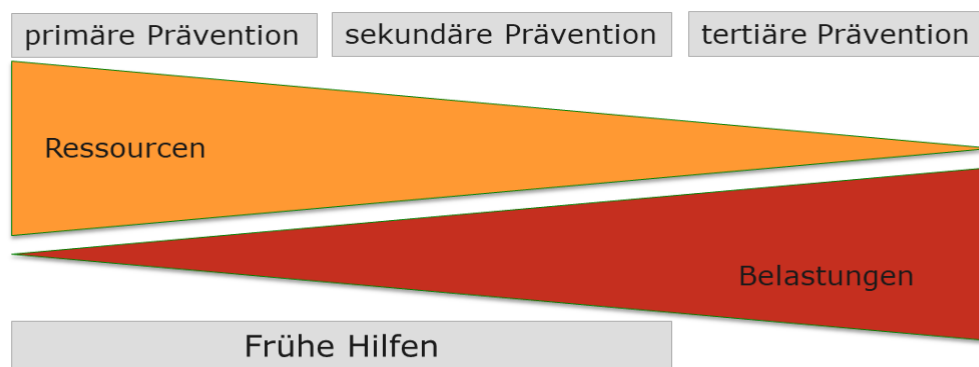 primäre Prävention
sekundäre Prävention
tertiäre Prävention
Ressourcen
Belastungen
Frühe Hilfen